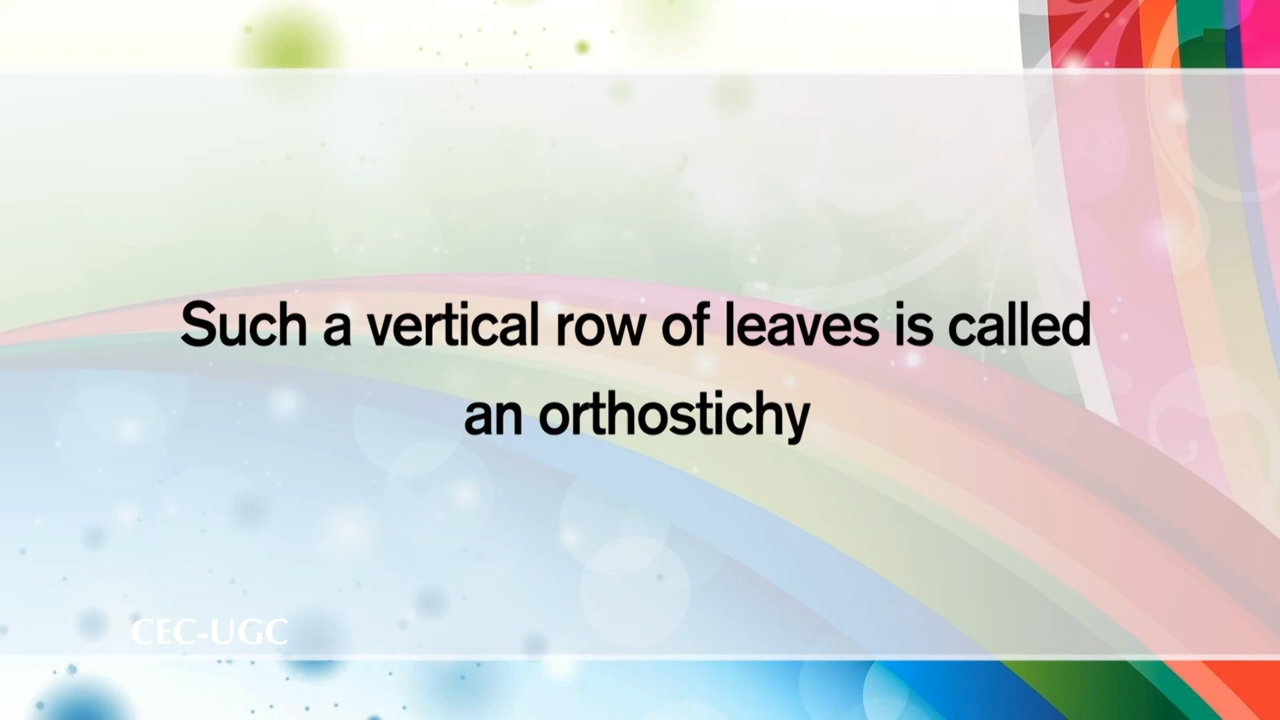 Such a vertical row of leaves is called
an orthostichy
CEC-UGC